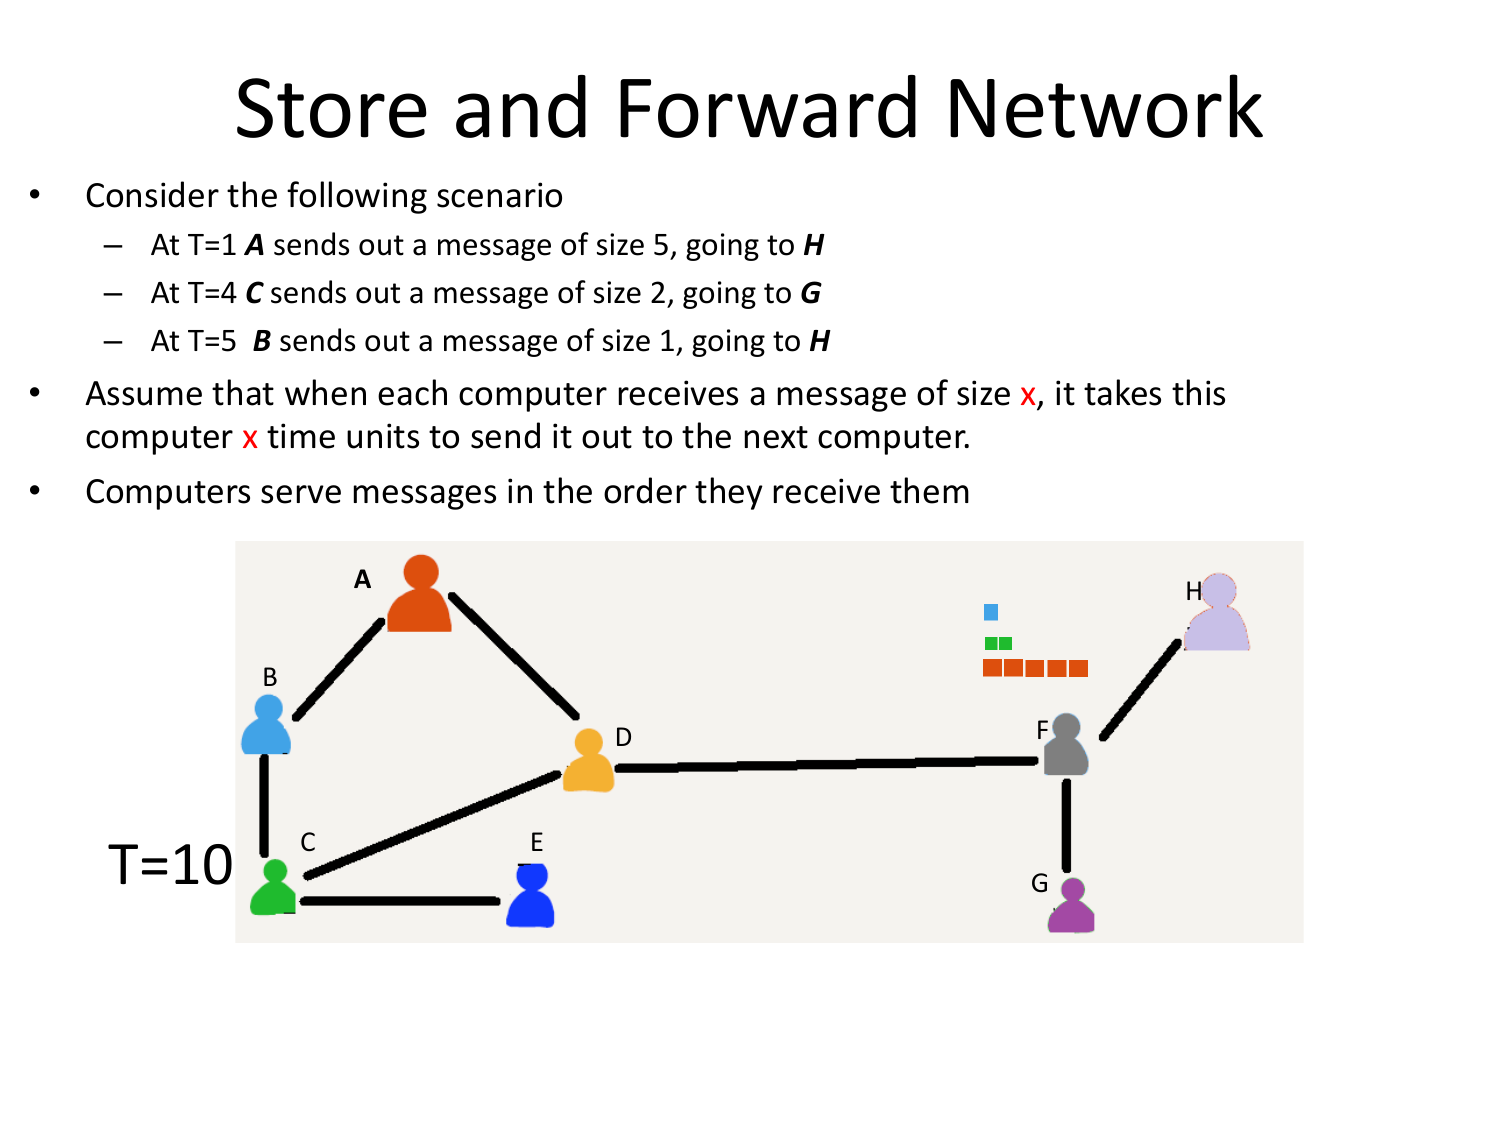 Store and Forward Network
• Consider the following scenario
– At T=1 A sends out a message of size 5, going to H
– At T=4 C sends out a message of size 2, going to G
– At T=5 B sends out a message of size 1, going to H
• Assume that when each computer receives a message of size x, it takes this
computer x time units to send it out to the next computer.
• Computers serve messages in the order they receive them
A
H
B
F
D
C
E
G
T=10